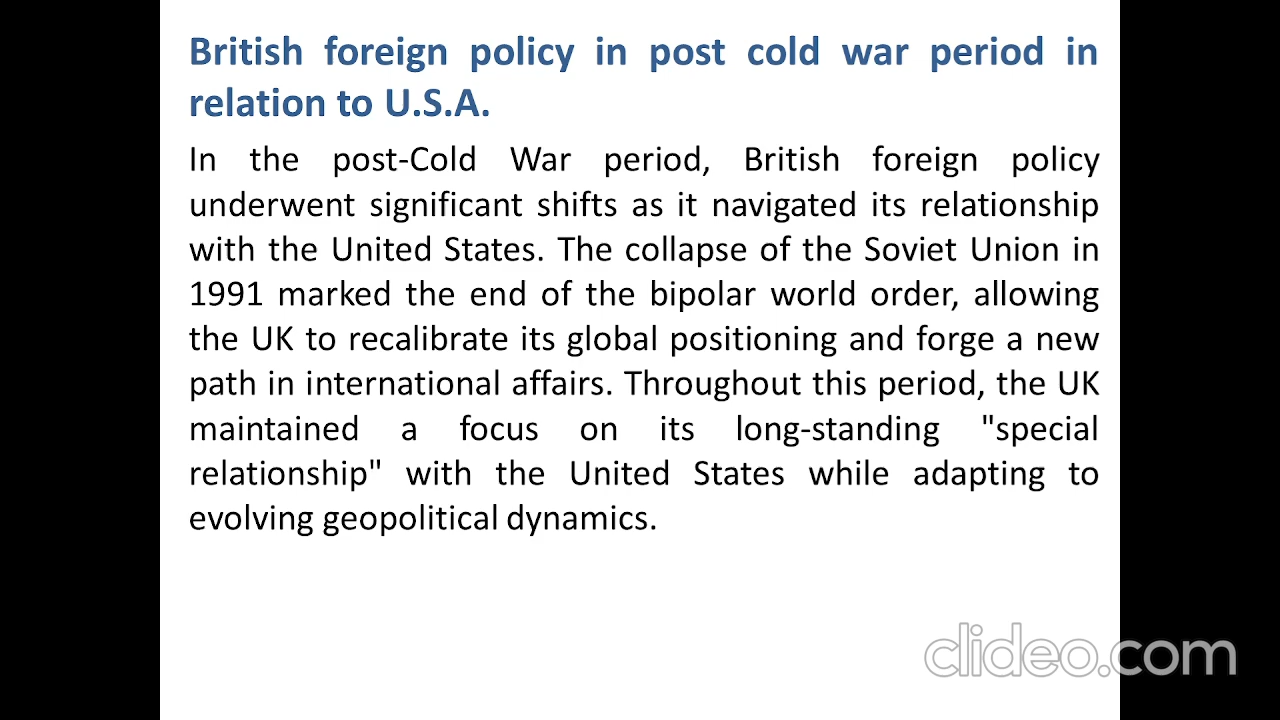 British foreign policy in post cold war period in
relation to U.S.A.
In the post-Cold War period, British foreign policy
underwent significant shifts as it navigated its relationship
with the United States. The collapse of the Soviet Union in
1991 marked the end of the bipolar world order, allowing
the UK to recalibrate its global positioning and forge a new
path in international affairs. Throughout this period, the UK
maintained a focus on its long-standing "special
relationship" with the United States while adapting to
evolving geopolitical dynamics.
clideo.com